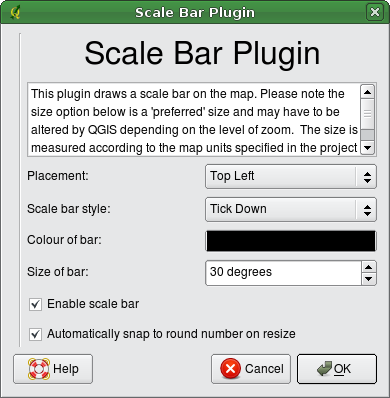 Scale Bar Plugin
Scale Bar Plugin
This plugin draws a scale bar on the map. Please note the
size option below is a 'preferred' size and may have to be
altered by QGIS depending on the level of zoom.  The size is
measured according to the map units specified in the project
Placement:
Top Left
Scale bar style:
Tick Down
Colour of bar:
Size of bar:
30 degrees
Enable scale bar
Automatically snap to round number on resize
Help
Cancel
OK